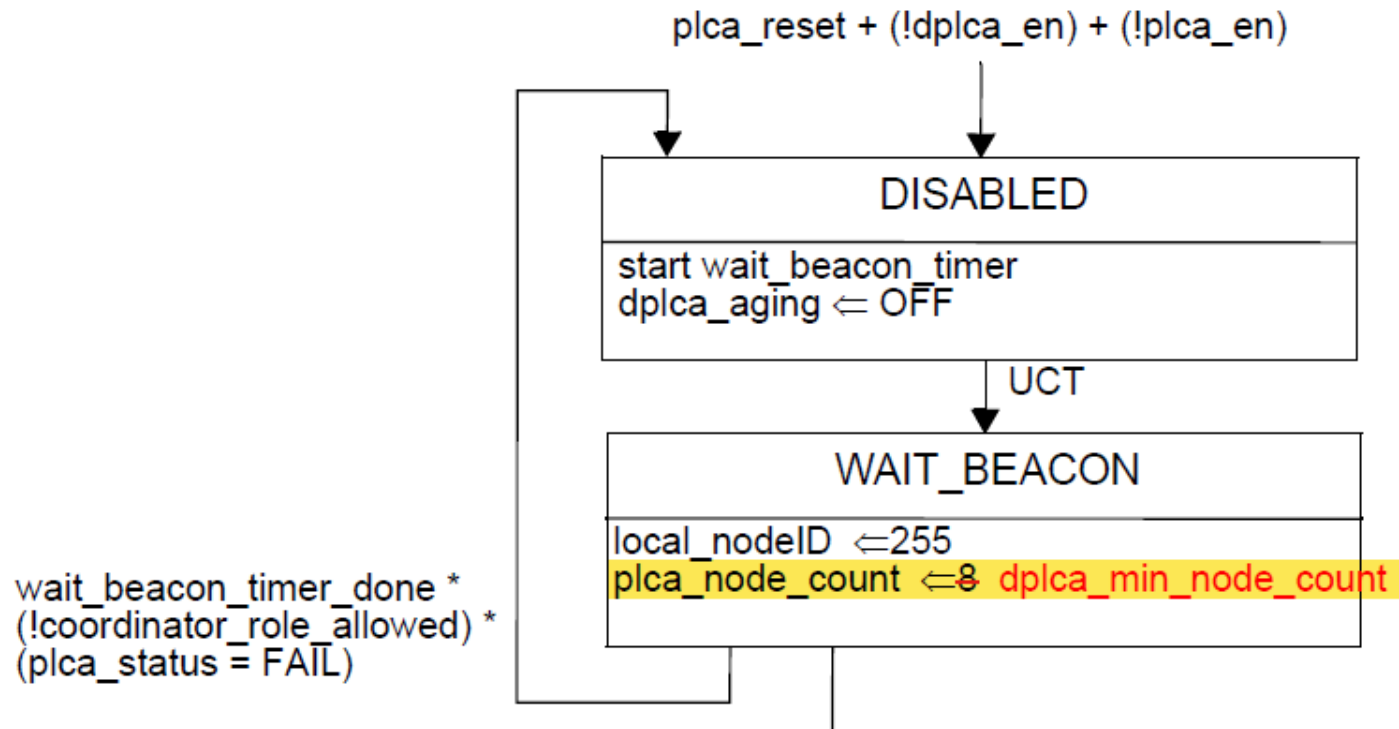 plca_reset + (!dplca_en) + (!plca_en)
DISABLED
start wait_beacon_timer
dplca_aging ⇐ OFF
UCT
WAIT_BEACON
local_nodeID ⇐255
plca_node_count ⇐8 dplca_min_node_count
wait_beacon_timer_done *
(!coordinator_role_allowed) *
(plca_status = FAIL)